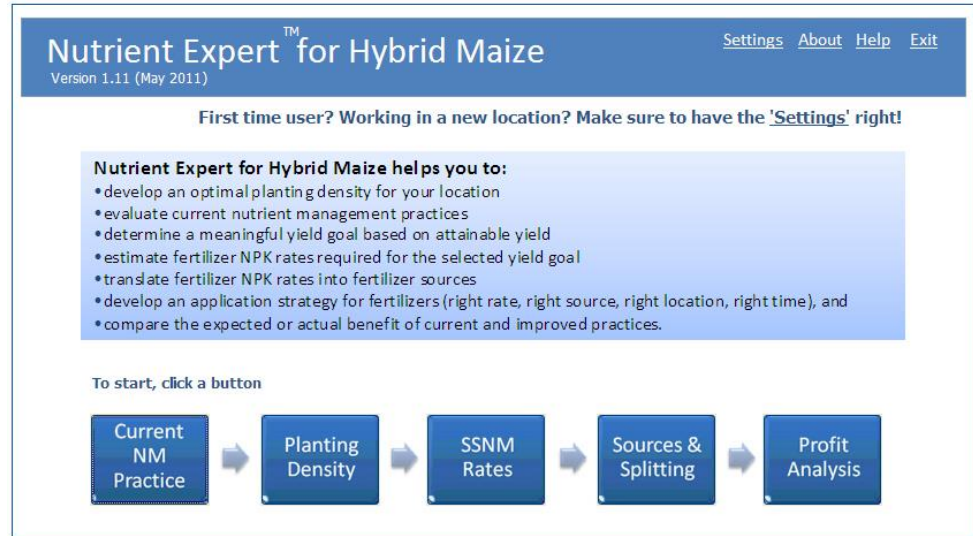 Nutrient Expert™for Hybrid Maize
Version 1.11 (May 2011)
Settings About Help Exit
First time user? Working in a new location? Make sure to have the 'Settings' right!
Nutrient Expert for Hybrid Maize helps you to:
•develop an optimal planting density for your location
•evaluate current nutrient management practices
•determine a meaningful yield goal based on attainable yield
•estimate fertilizer NPK rates required for the selected yield goal
•translate fertilizer NPK rates into fertilizer sources
•develop an application strategy for fertilizers (right rate, right source, right location, right time), and
•compare the expected or actual benefit of current and improved practices.
To start, click a button
Current
NM
Practice
Planting
Density
SSNM
Rates
Sources &
Splitting
Profit
Analysis